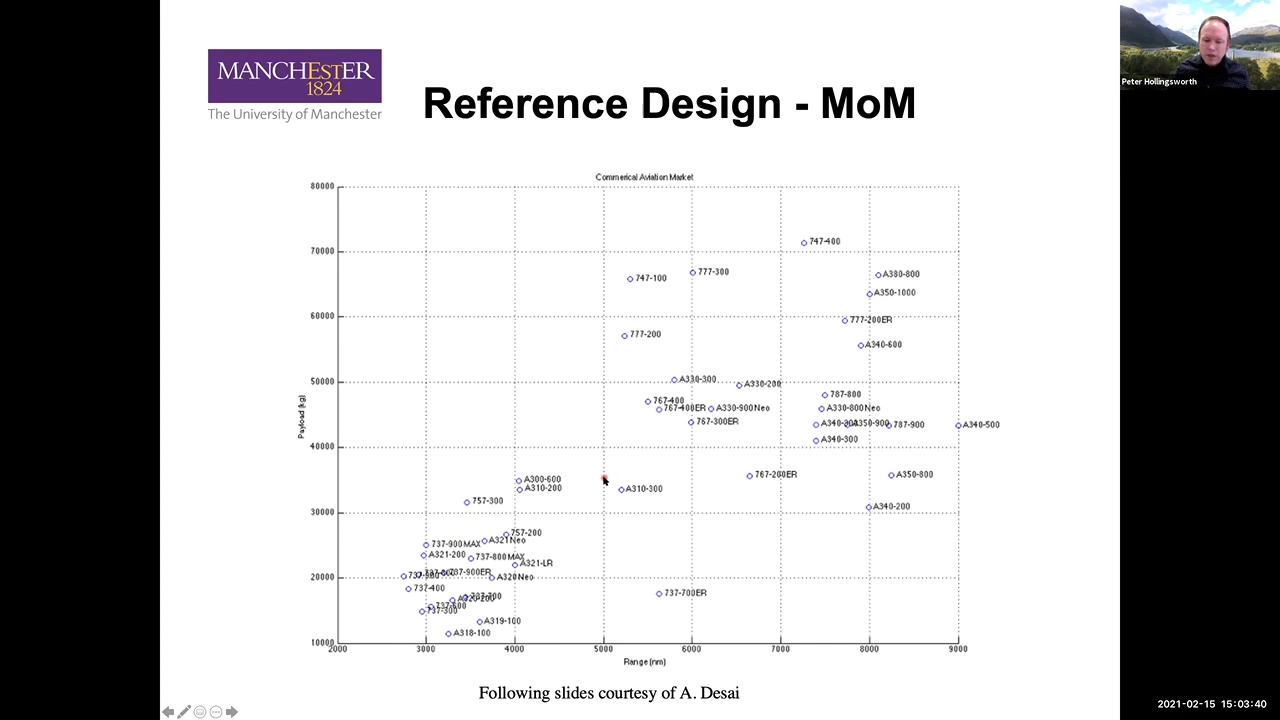 MANCHESTER
1824
The University of Manchester
Reference Design - MoM
Peter Hollingsworth
Commerical Aviation Market
80000
70000
60000
50000
40000
30000
20000
10000
Payload (kg)
747-400
777-300
A380-800
747-100
A350-1000
777-200ER
777-200
A340-600
A330-300
A330-200
787-800
767-400
767-400ER
A330-900Neo
A330-800Neo
767-300ER
A350-900
787-900
A340-500
A340-300
767-200ER
A350-800
A300-600
A310-200
A310-300
757-300
A340-200
757-200
A321Neo
737-900MAX
A321-200
737-800MAX
A321-LR
737-900ER
A320Neo
737-400
737-700ER
737-300
A319-100
A318-100
2000 3000 4000 5000 6000 7000 8000 9000
Range (nm)
Following slides courtesy of A. Desai
2021-02-15 15:03:40